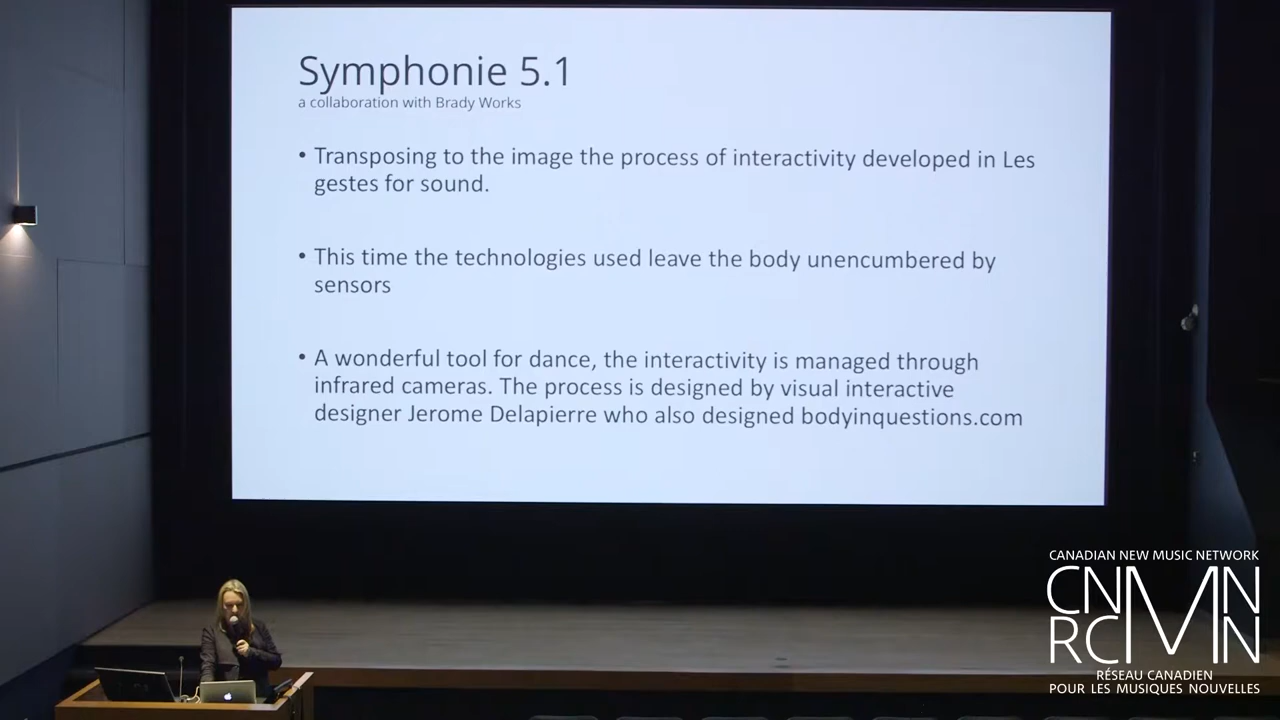 Symphonie 5.1
a collaboration with Brady Works
• Transposing to the image the process of interactivity developed in Les
gestes for sound.
• This time the technologies used leave the body unencumbered by
sensors
• A wonderful tool for dance, the interactivity is managed through
infrared cameras. The process is designed by visual interactive
designer Jerome Delapierre who also designed bodyinquestions.com
CANADIAN NEW MUSIC NETWORK
CNMN
RCMN
RÉSEAU CANADIEN
POUR LES MUSIQUES NOUVELLES